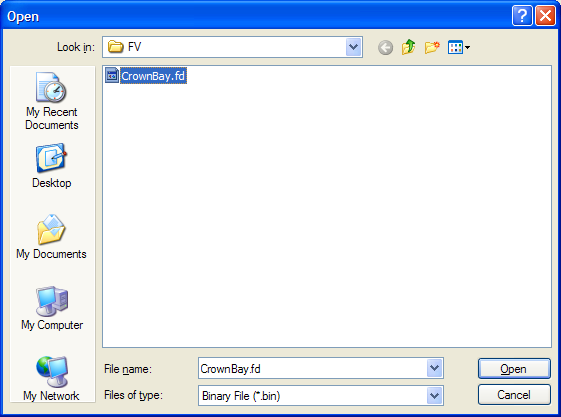 Open
Look in: FV
CrownBay.fd
My Recent
Documents
Desktop
My Documents
My Computer
My Network
File name: CrownBay.fd Open
Files of type: Binary File (*.bin) Cancel